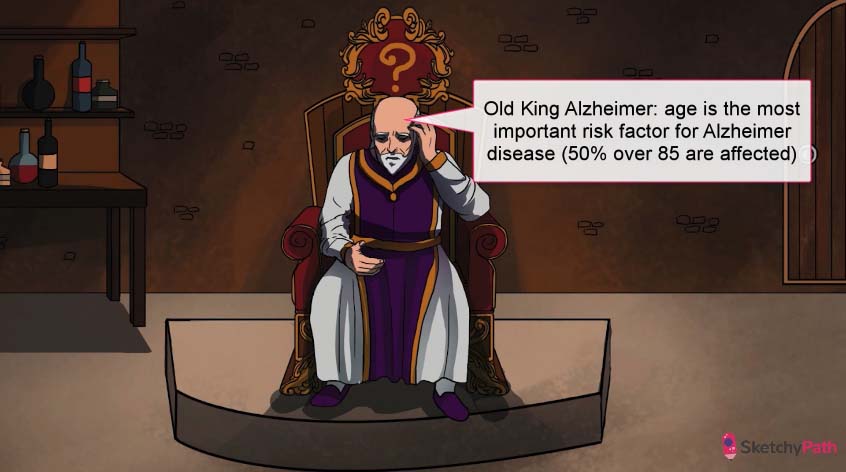 ?
Old King Alzheimer: age is the most
important risk factor for Alzheimer
disease (50% over 85 are affected)
SketchyPath